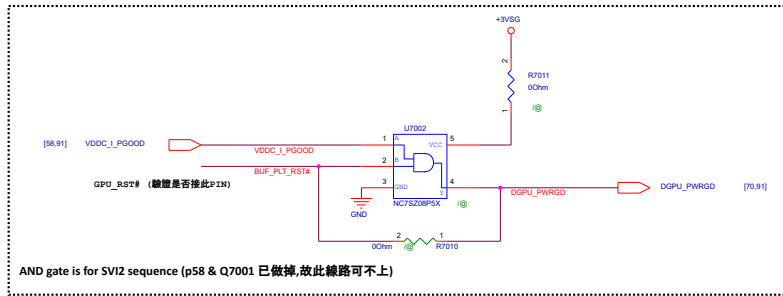 +3VSG
2
R7011
0Ohm
1
/@
U7002
[58,91] VDDC_I_PGOOD
1
A
VCC
5
VDDC_I_PGOOD
2
B
BUF_PLT_RST#
GPU_RST# (驗證是否接此PIN)
3
GND
Y
4
DGPU_PWRGD
DGPU_PWRGD [70,91]
GND
NC7SZ08P5X
/@
2
1
0Ohm
/@
R7010
AND gate is for SVI2 sequence (p58 & Q7001 已做掉,故此線路可不上)